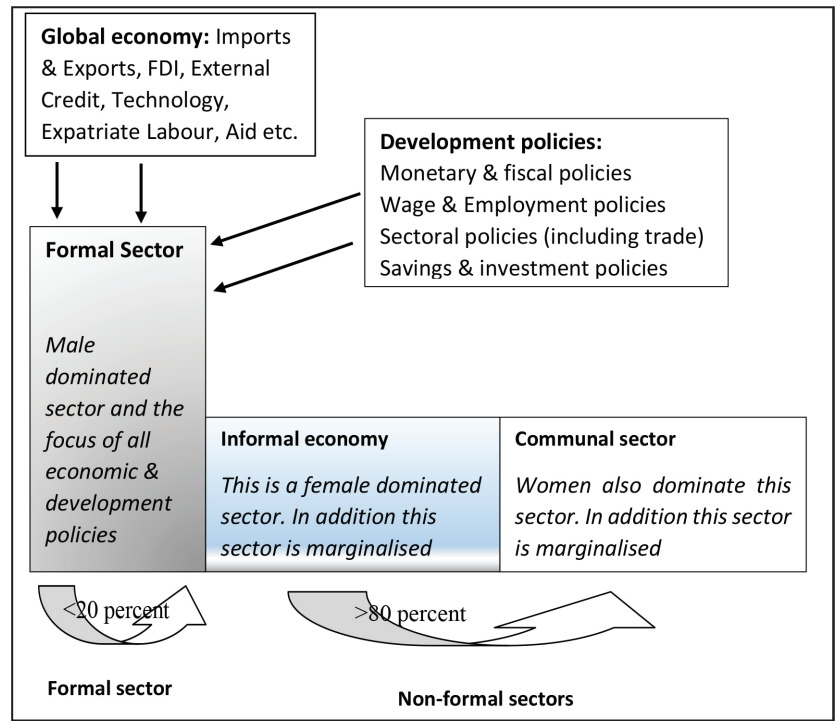 Global economy: Imports
& Exports, FDI, External
Credit, Technology,
Expatriate Labour, Aid etc.
Development policies:
Monetary & fiscal policies
Wage & Employment policies
Sectoral policies (including trade)
Savings & investment policies
Formal Sector
Male
dominated
sector and the
focus of all
economic &
development
policies
Informal economy
This is a female dominated
sector. In addition this
sector is marginalised
Communal sector
Women also dominate this
sector. In addition this sector
is marginalised
<20 percent
>80 percent
Formal sector
Non-formal sectors